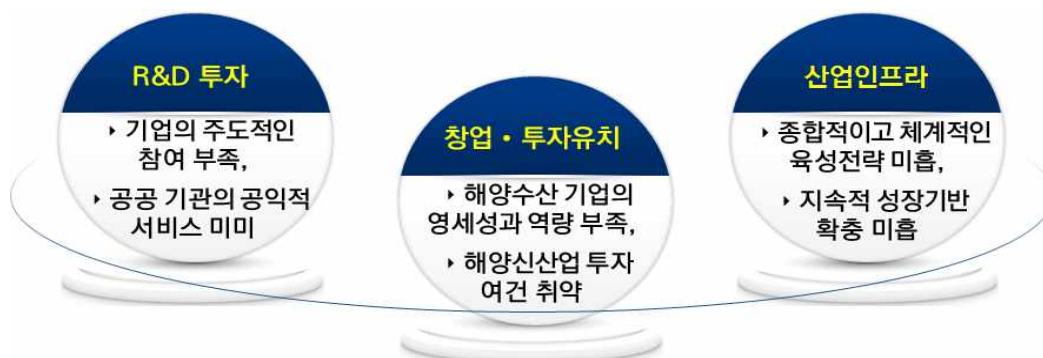 R&D 투자
‣ 기업의 주도적인
참여 부족,
‣ 공공 기관의 공익적
서비스 미미
창업 • 투자유치
‣ 해양수산 기업의
영세성과 역량 부족,
‣ 해양신산업 투자
여건 취약
산업인프라
‣ 종합적이고 체계적인
육성전략 미흡,
‣ 지속적 성장기반
확충 미흡